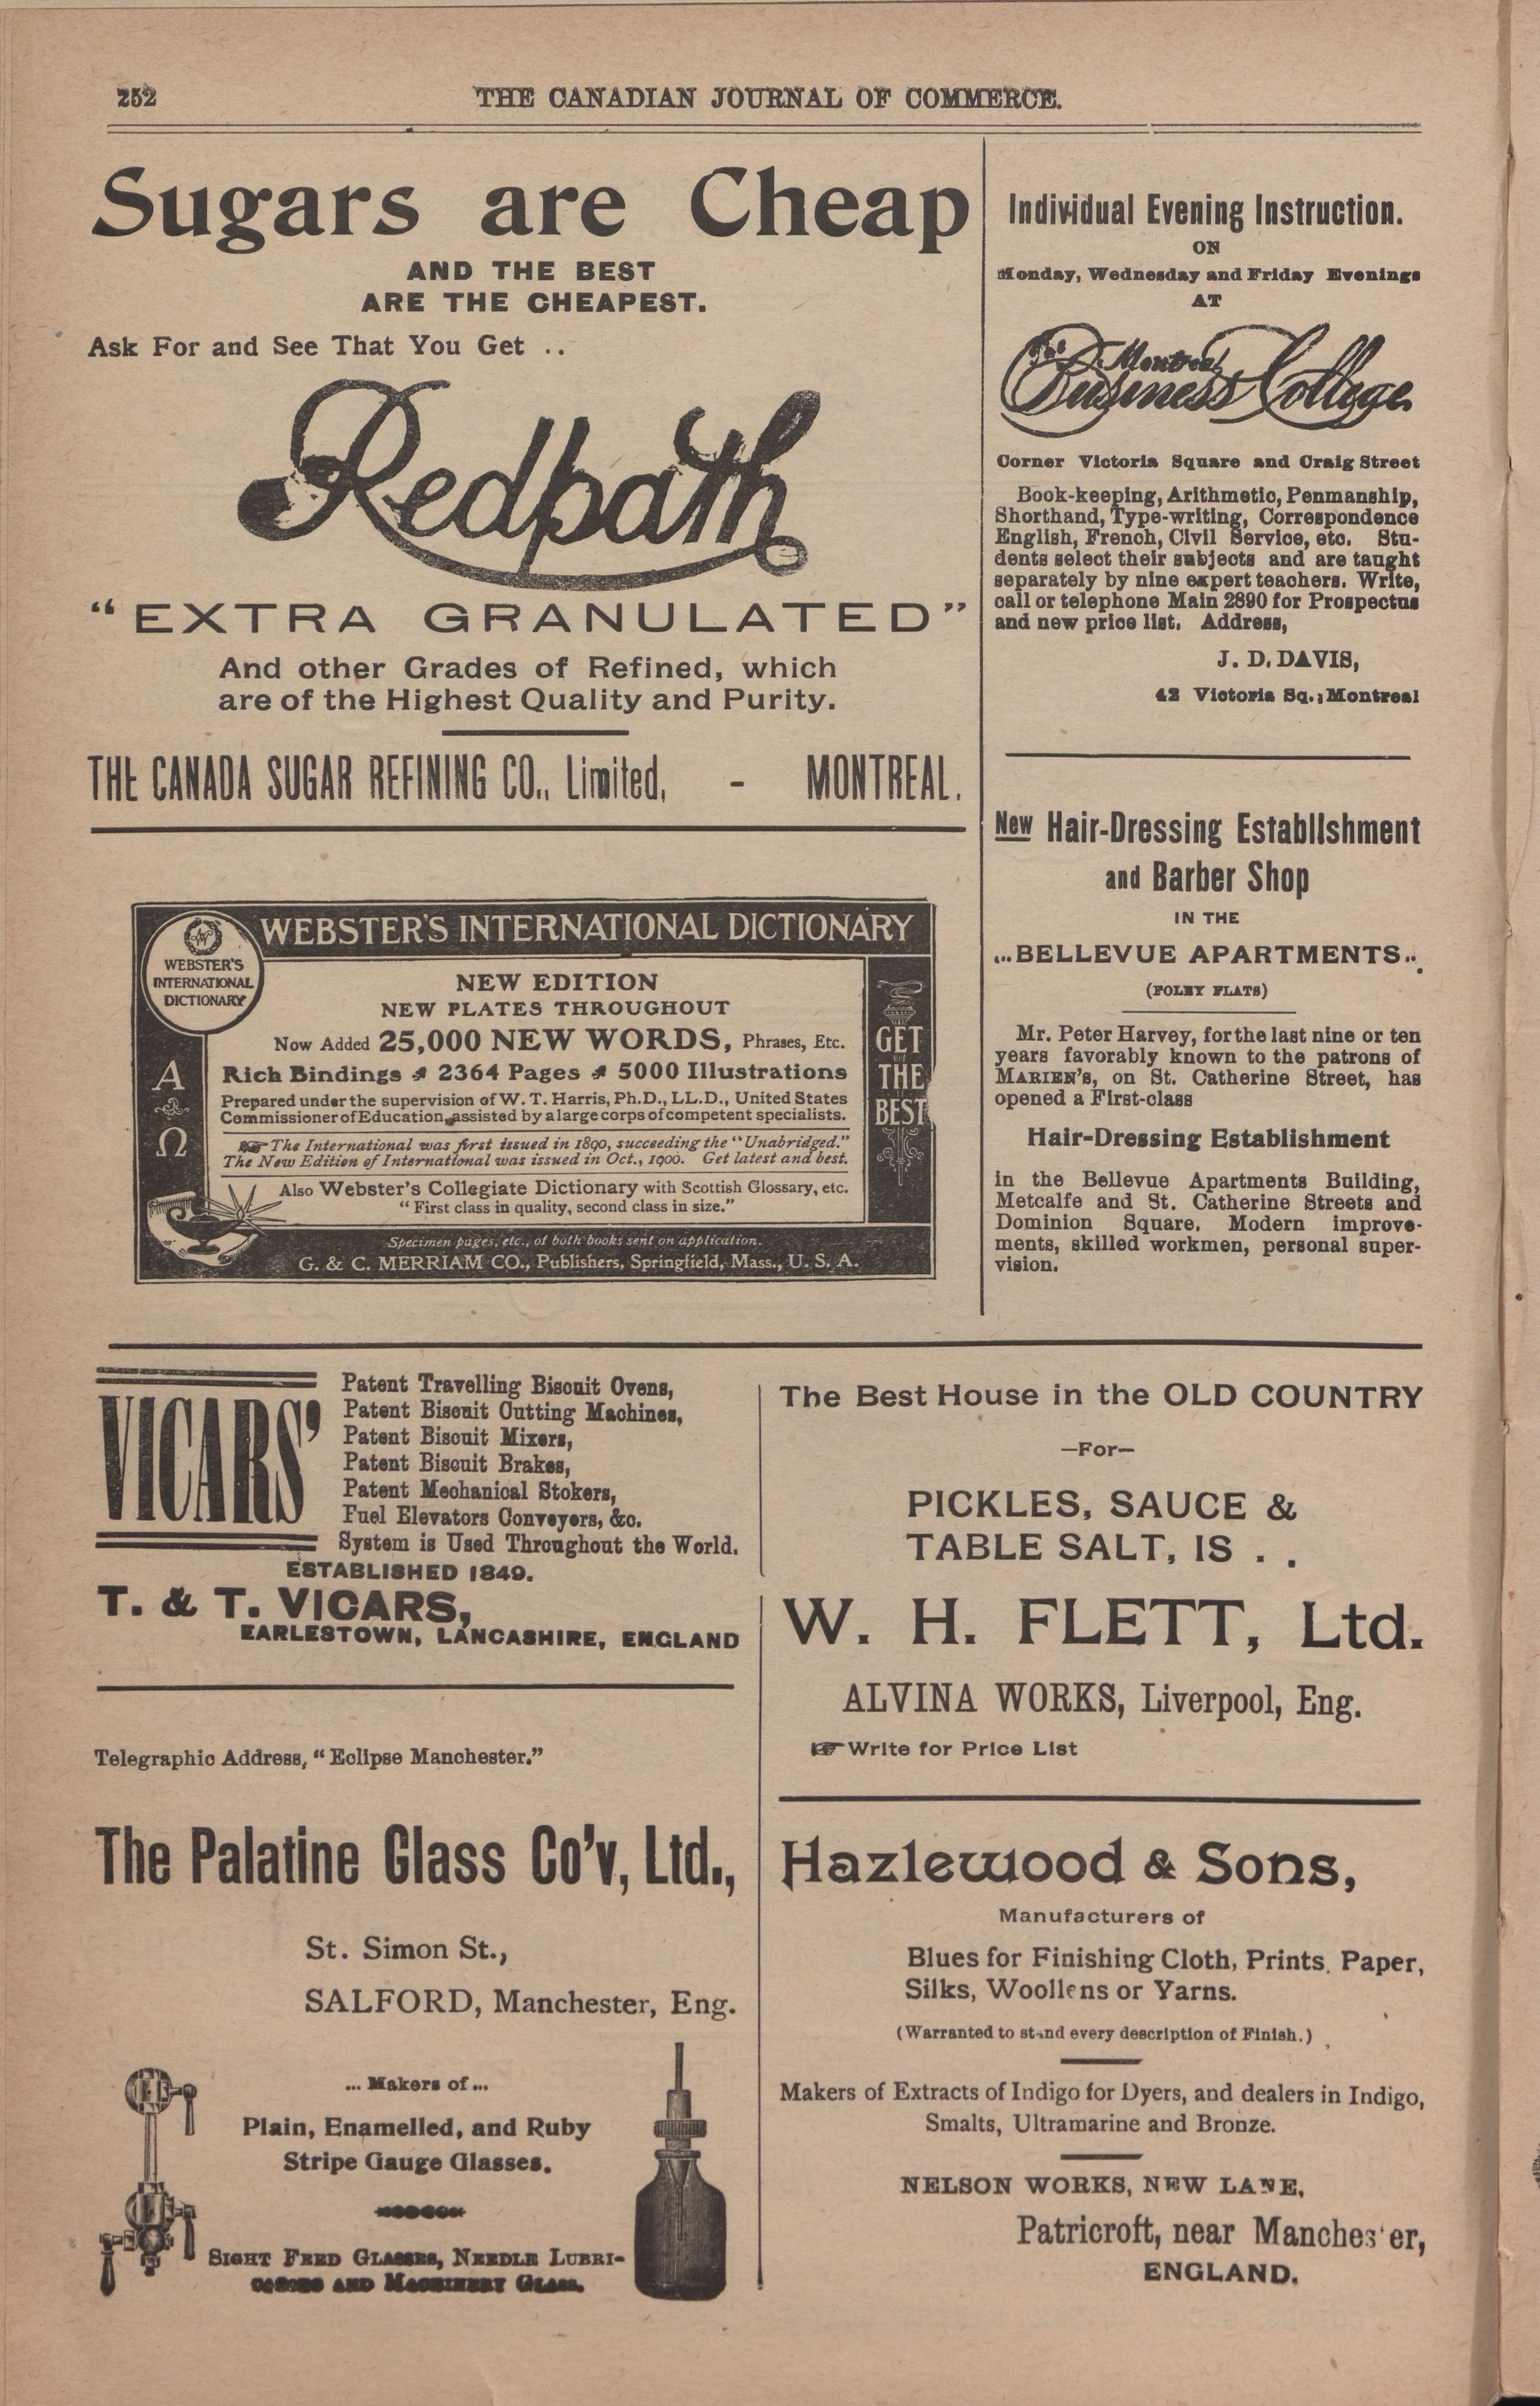 252
THE CANADIAN JOURNAL OF COMMERCE.
Sugars are Cheap
AND THE BEST
ARE THE CHEAPEST.
Ask For and See That You Get ..
Redpath
"EXTRA GRANULATED"
And other Grades of Refined, which
are of the Highest Quality and Purity.
THE CANADA SUGAR REFINING CO., Limited, - MONTREAL.
WEBSTER'S INTERNATIONAL DICTIONARY
WEBSTER'S
INTERNATIONAL
DICTIONARY
NEW EDITION
NEW PLATES THROUGHOUT
Now Added 25,000 NEW WORDS, Phrases, Etc.
Rich Bindings 2364 Pages 5000 Illustrations
Prepared under the supervision of W. T. Harris, Ph.D., LL.D., United States
Commissioner of Education, assisted by a large corps of competent specialists.
The International was first issued in 1890, succeeding the "Unabridged."
The New Edition of International was issued in Oct., 1900. Get latest and best.
Also Webster's Collegiate Dictionary with Scottish Glossary, etc.
"First class in quality, second class in size."
Specimen pages, etc., of both books sent on application.
G. & C. MERRIAM CO., Publishers, Springfield, Mass., U. S. A.
A
Ω
GET
THE
BEST
Individual Evening Instruction.
ON
Monday, Wednesday and Friday Evenings
AT
The Montreal
Business College
Corner Victoria Square and Craig Street
Book-keeping, Arithmetic, Penmanship,
Shorthand, Type-writing, Correspondence
English, French, Civil Service, etc. Stu-
dents select their subjects and are taught
separately by nine expert teachers. Write,
call or telephone Main 2890 for Prospectus
and new price list. Address,
J. D. DAVIS,
42 Victoria Sq., Montreal
New Hair-Dressing Establishment
and Barber Shop
IN THE
...BELLEVUE APARTMENTS...
(FOLEY FLATS)
Mr. Peter Harvey, for the last nine or ten
years favorably known to the patrons of
MARIEN'S, on St. Catherine Street, has
opened a First-class
Hair-Dressing Establishment
in the Bellevue Apartments Building,
Metcalfe and St. Catherine Streets and
Dominion Square. Modern improve-
ments, skilled workmen, personal super-
vision.
VICARS'
Patent Travelling Biscuit Ovens,
Patent Biscuit Cutting Machines,
Patent Biscuit Mixers,
Patent Biscuit Brakes,
Patent Mechanical Stokers,
Fuel Elevators Conveyors, &c.
System is Used Throughout the World.
ESTABLISHED 1849.
T. & T. VICARS,
EARLESTOWN, LANCASHIRE, ENGLAND
The Best House in the OLD COUNTRY
—For—
PICKLES, SAUCE &
TABLE SALT, IS . .
W. H. FLETT, Ltd.
ALVINA WORKS, Liverpool, Eng.
Write for Price List
Telegraphic Address, "Eclipse Manchester."
The Palatine Glass Co'y, Ltd.,
St. Simon St.,
SALFORD, Manchester, Eng.
... Makers of ...
Plain, Enamelled, and Ruby
Stripe Gauge Glasses.
SIGHT FEED GLASSES, NEEDLE LUBRI-
CATORS AND MACHINERY GLASS.
Hazlewood & Sons,
Manufacturers of
Blues for Finishing Cloth, Prints, Paper,
Silks, Woollens or Yarns.
(Warranted to stand every description of Finish.)
Makers of Extracts of Indigo for Dyers, and dealers in Indigo,
Smalts, Ultramarine and Bronze.
NELSON WORKS, NEW LANE,
Patricroft, near Manchester,
ENGLAND.